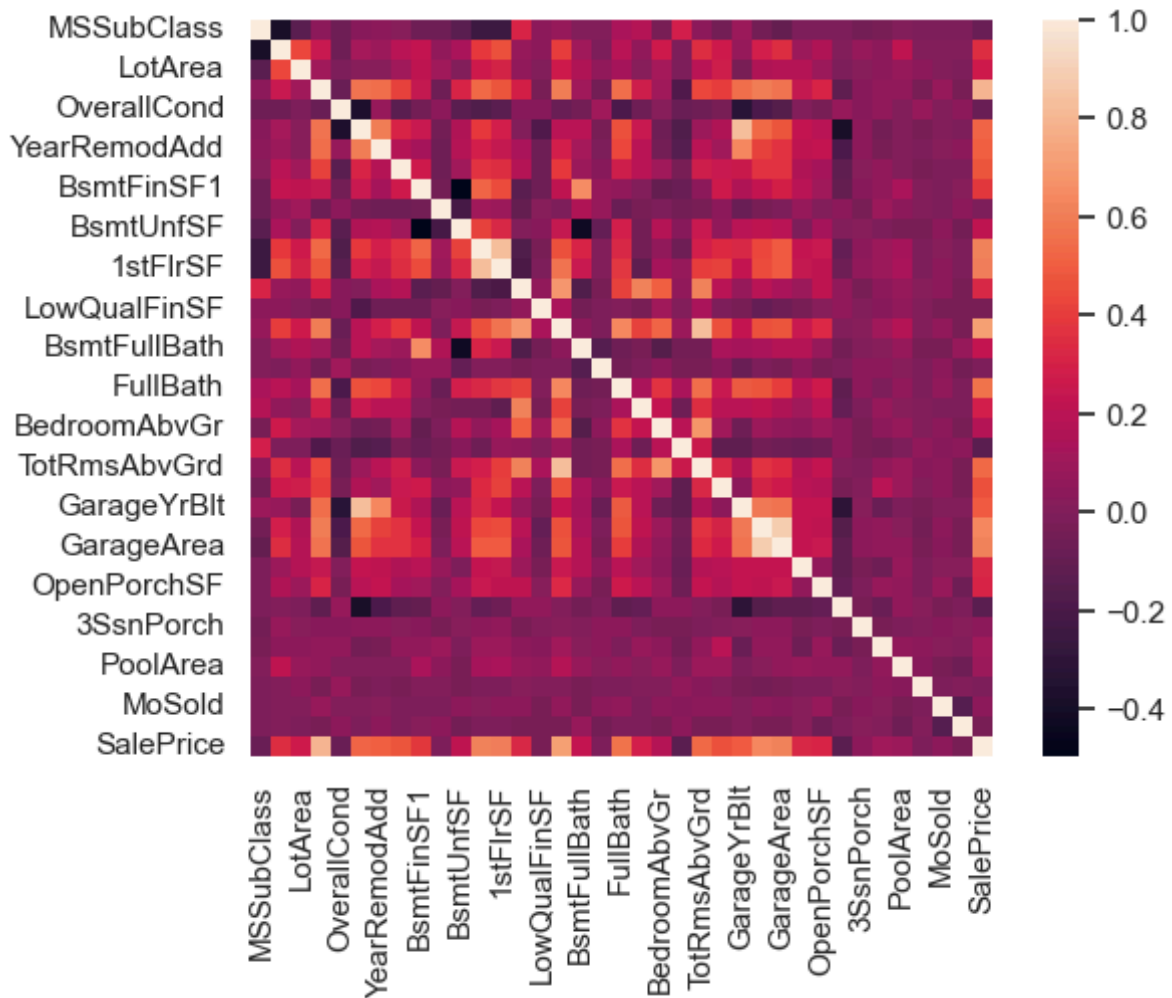 MSSubClass
LotArea
OverallCond
YearRemodAdd
BsmtFinSF1
BsmtUnfSF
1stFlrSF
LowQualFinSF
BsmtFullBath
FullBath
BedroomAbvGr
TotRmsAbvGrd
GarageYrBlt
GarageArea
OpenPorchSF
3SsnPorch
PoolArea
MoSold
SalePrice
MSSubClass
LotArea
OverallCond
YearRemodAdd
BsmtFinSF1
BsmtUnfSF
1stFlrSF
LowQualFinSF
BsmtFullBath
FullBath
BedroomAbvGr
TotRmsAbvGrd
GarageYrBlt
GarageArea
OpenPorchSF
3SsnPorch
PoolArea
MoSold
SalePrice
1.0
0.8
0.6
0.4
0.2
0.0
−0.2
−0.4